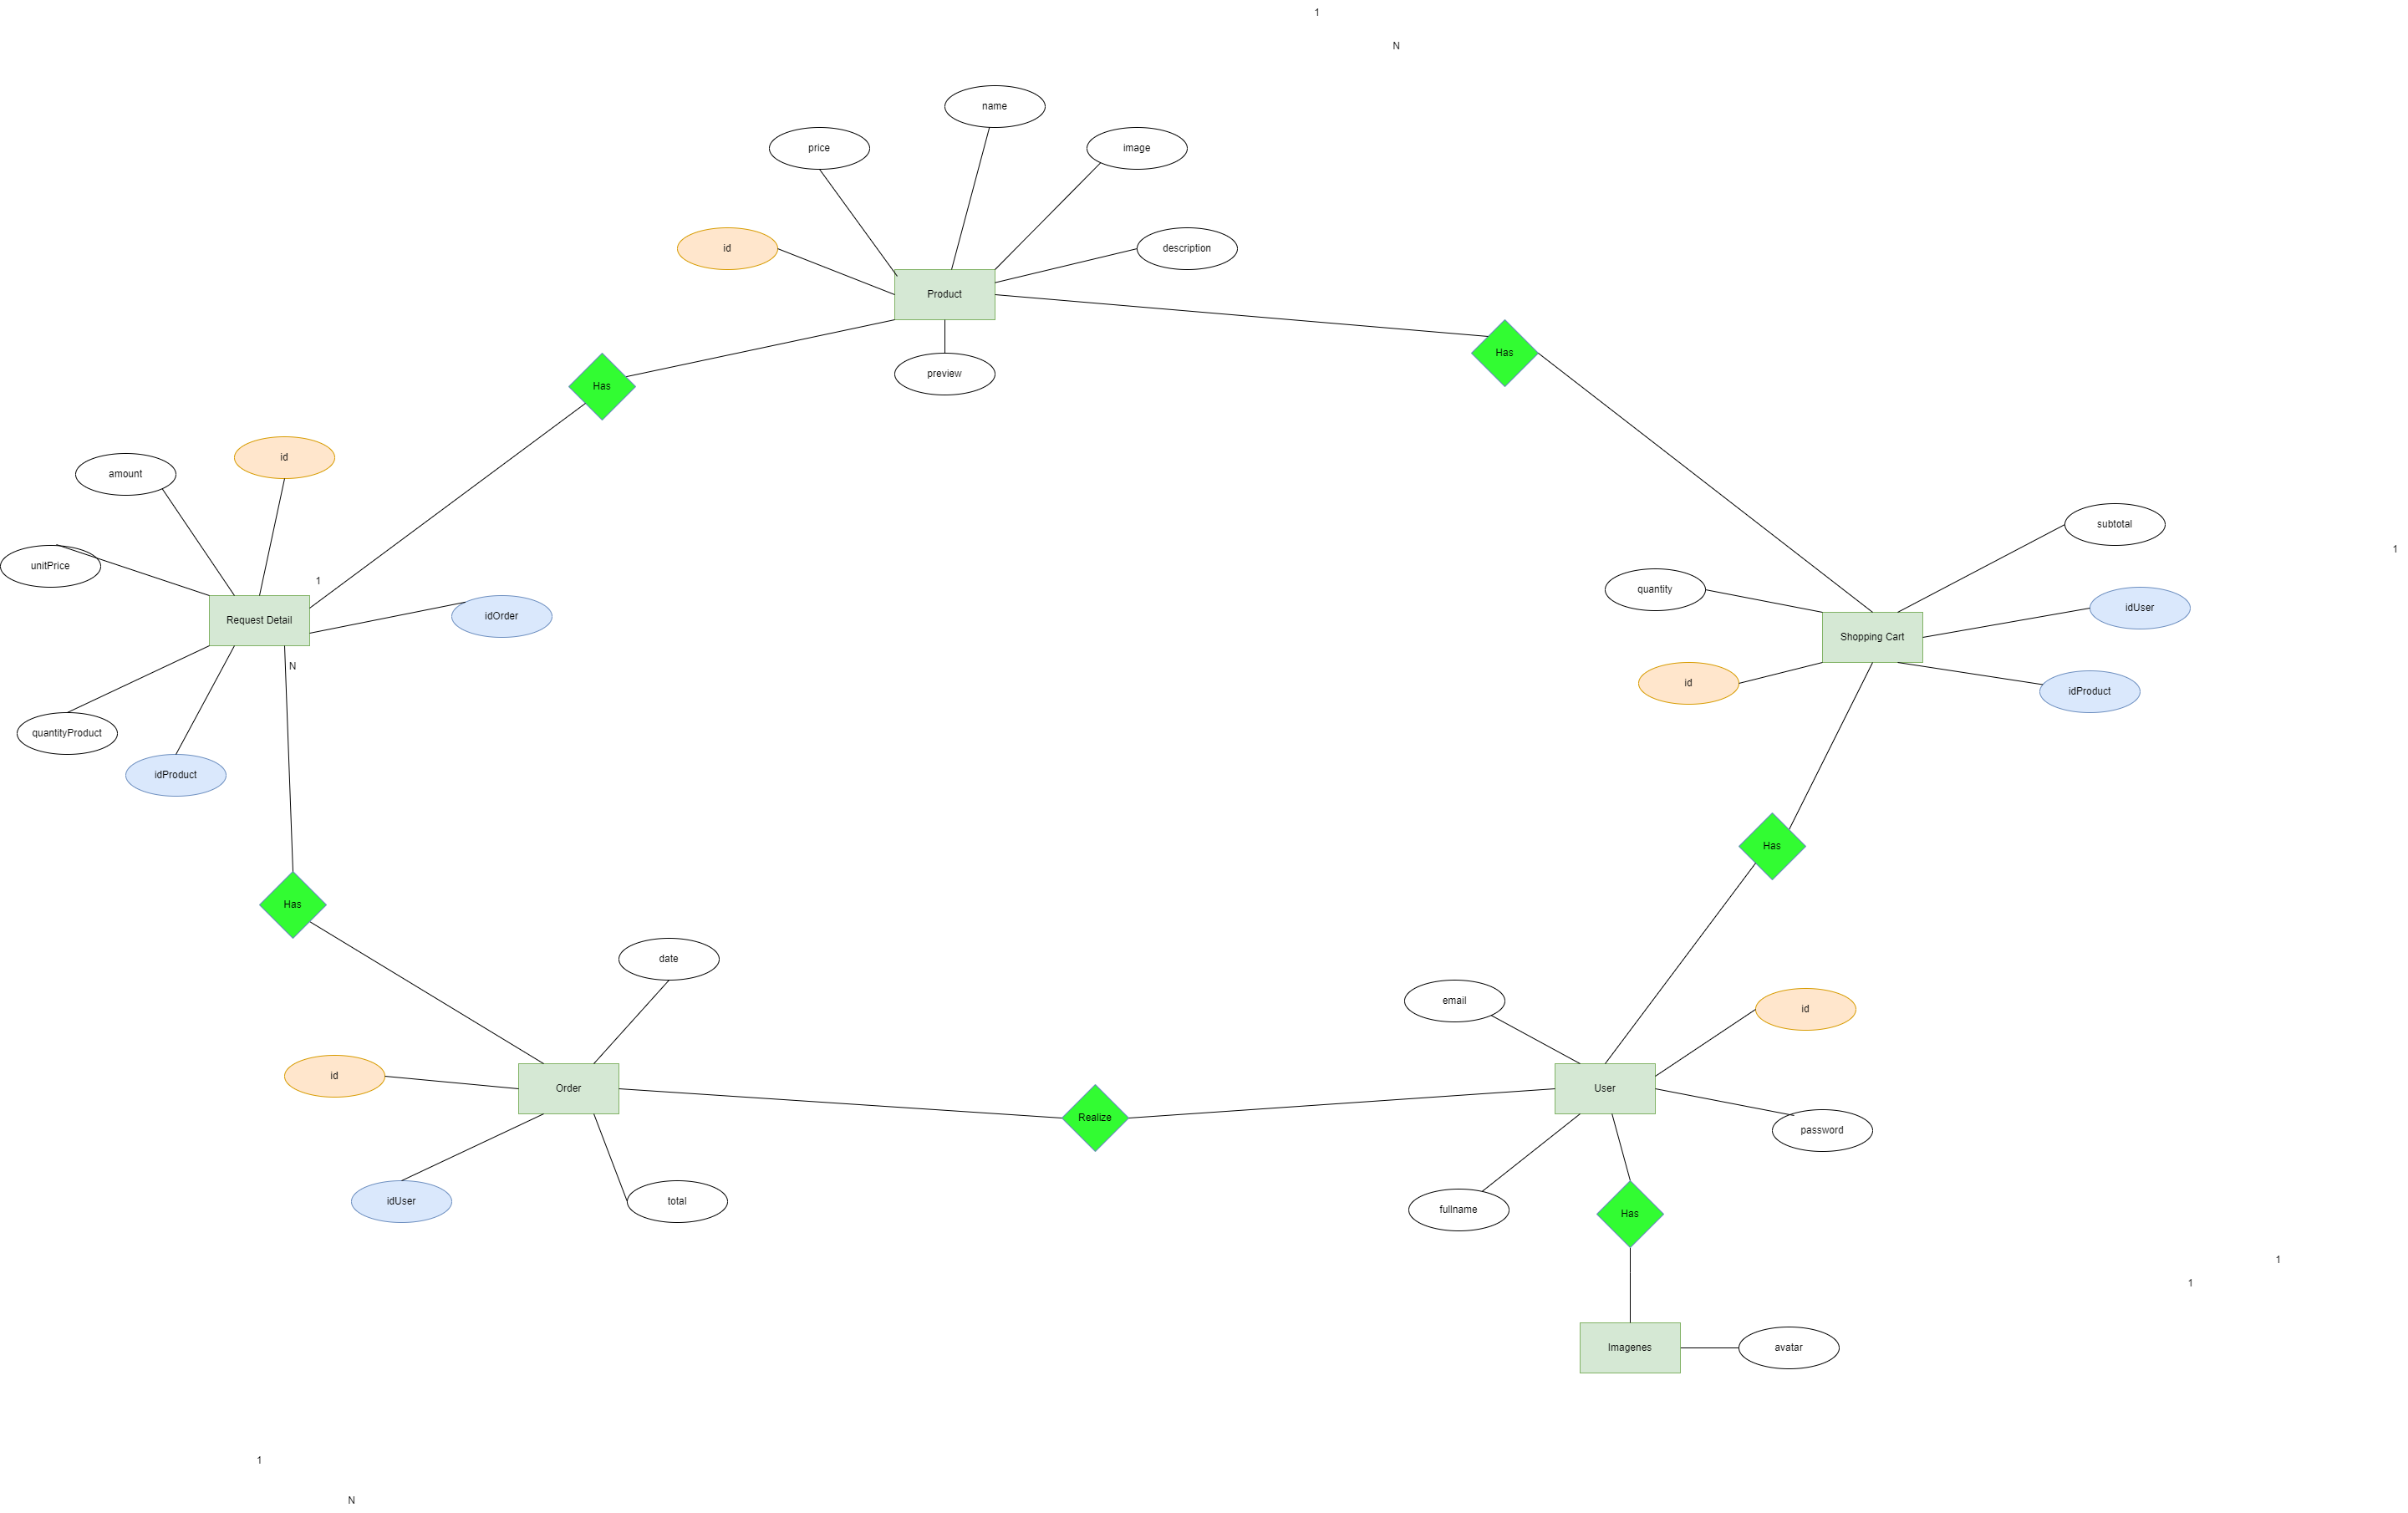 1
N
name
price
image
id
description
Product
Has
Has
preview
id
amount
subtotal
unitPrice
1
quantity
idUser
idOrder
Request Detail
Shopping Cart
N
id
idProduct
quantityProduct
idProduct
1
Has
Has
date
email
id
id
Order
User
Realize
password
idUser
total
fullname
Has
1
1
Imagenes
avatar
1
N